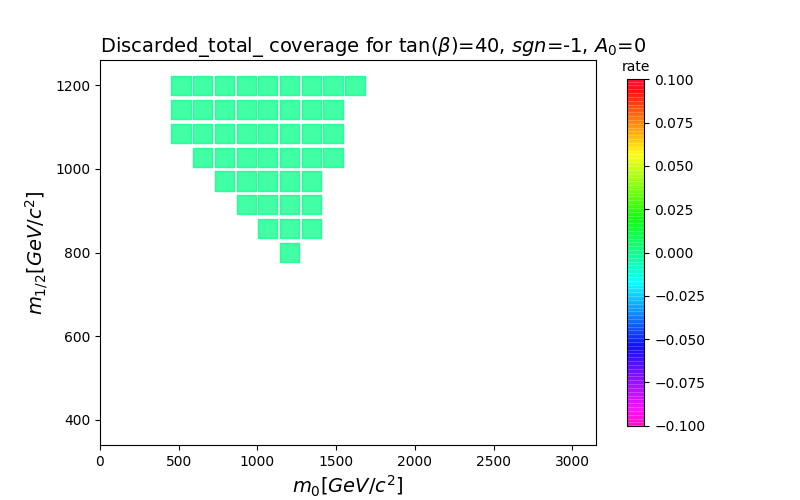 Discarded_total_ coverage for tan(β)=40, sgn=-1, A₀=0
rate
1200
1000
800
600
400
m₁/₂[GeV/c²]
0 500 1000 1500 2000 2500 3000
m₀[GeV/c²]
0.100
0.075
0.050
0.025
0.000
−0.025
−0.050
−0.075
−0.100